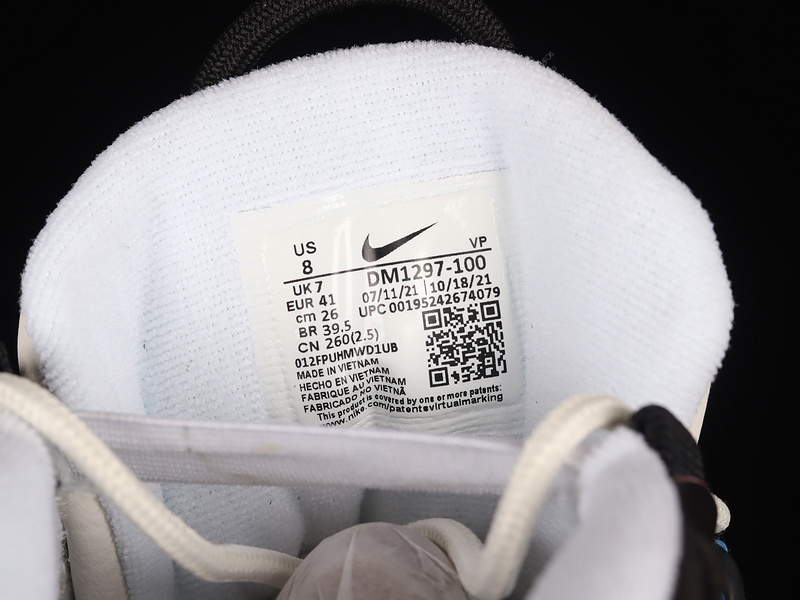 US
8
VP
UK 7
DM1297-100
EUR 41
07/11/21 10/18/21
cm 26
UPC 00195242674079
BR 39.5
CN 260(2.5)
012FPUHMWD1UB
MADE IN VIETNAM
HECHO EN VIETNAM
FABRIQUE AU VIETNAM
FABRICADO NO VIETNÃ
This product is covered by one or more patents:
www.nike.com/patentsvirtualmarking